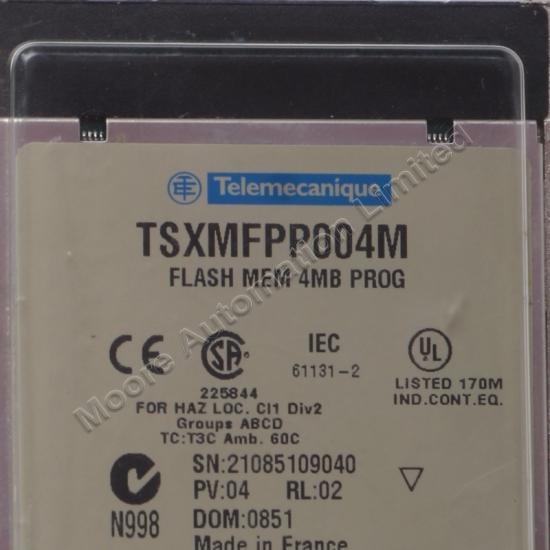 Telemecanique
TSXMFPP004M
FLASH MEM 4MB PROG
CE
SA
IEC
61131-2
UL
225844
LISTED 170M
FOR HAZ LOC. Cl1 Div2
IND.CONT.EQ.
Groups ABCD
TC:T3C Amb. 60C
SN:21085109040
PV:04 RL:02
N998
DOM:0851
Made in France
Moore Automation Limited